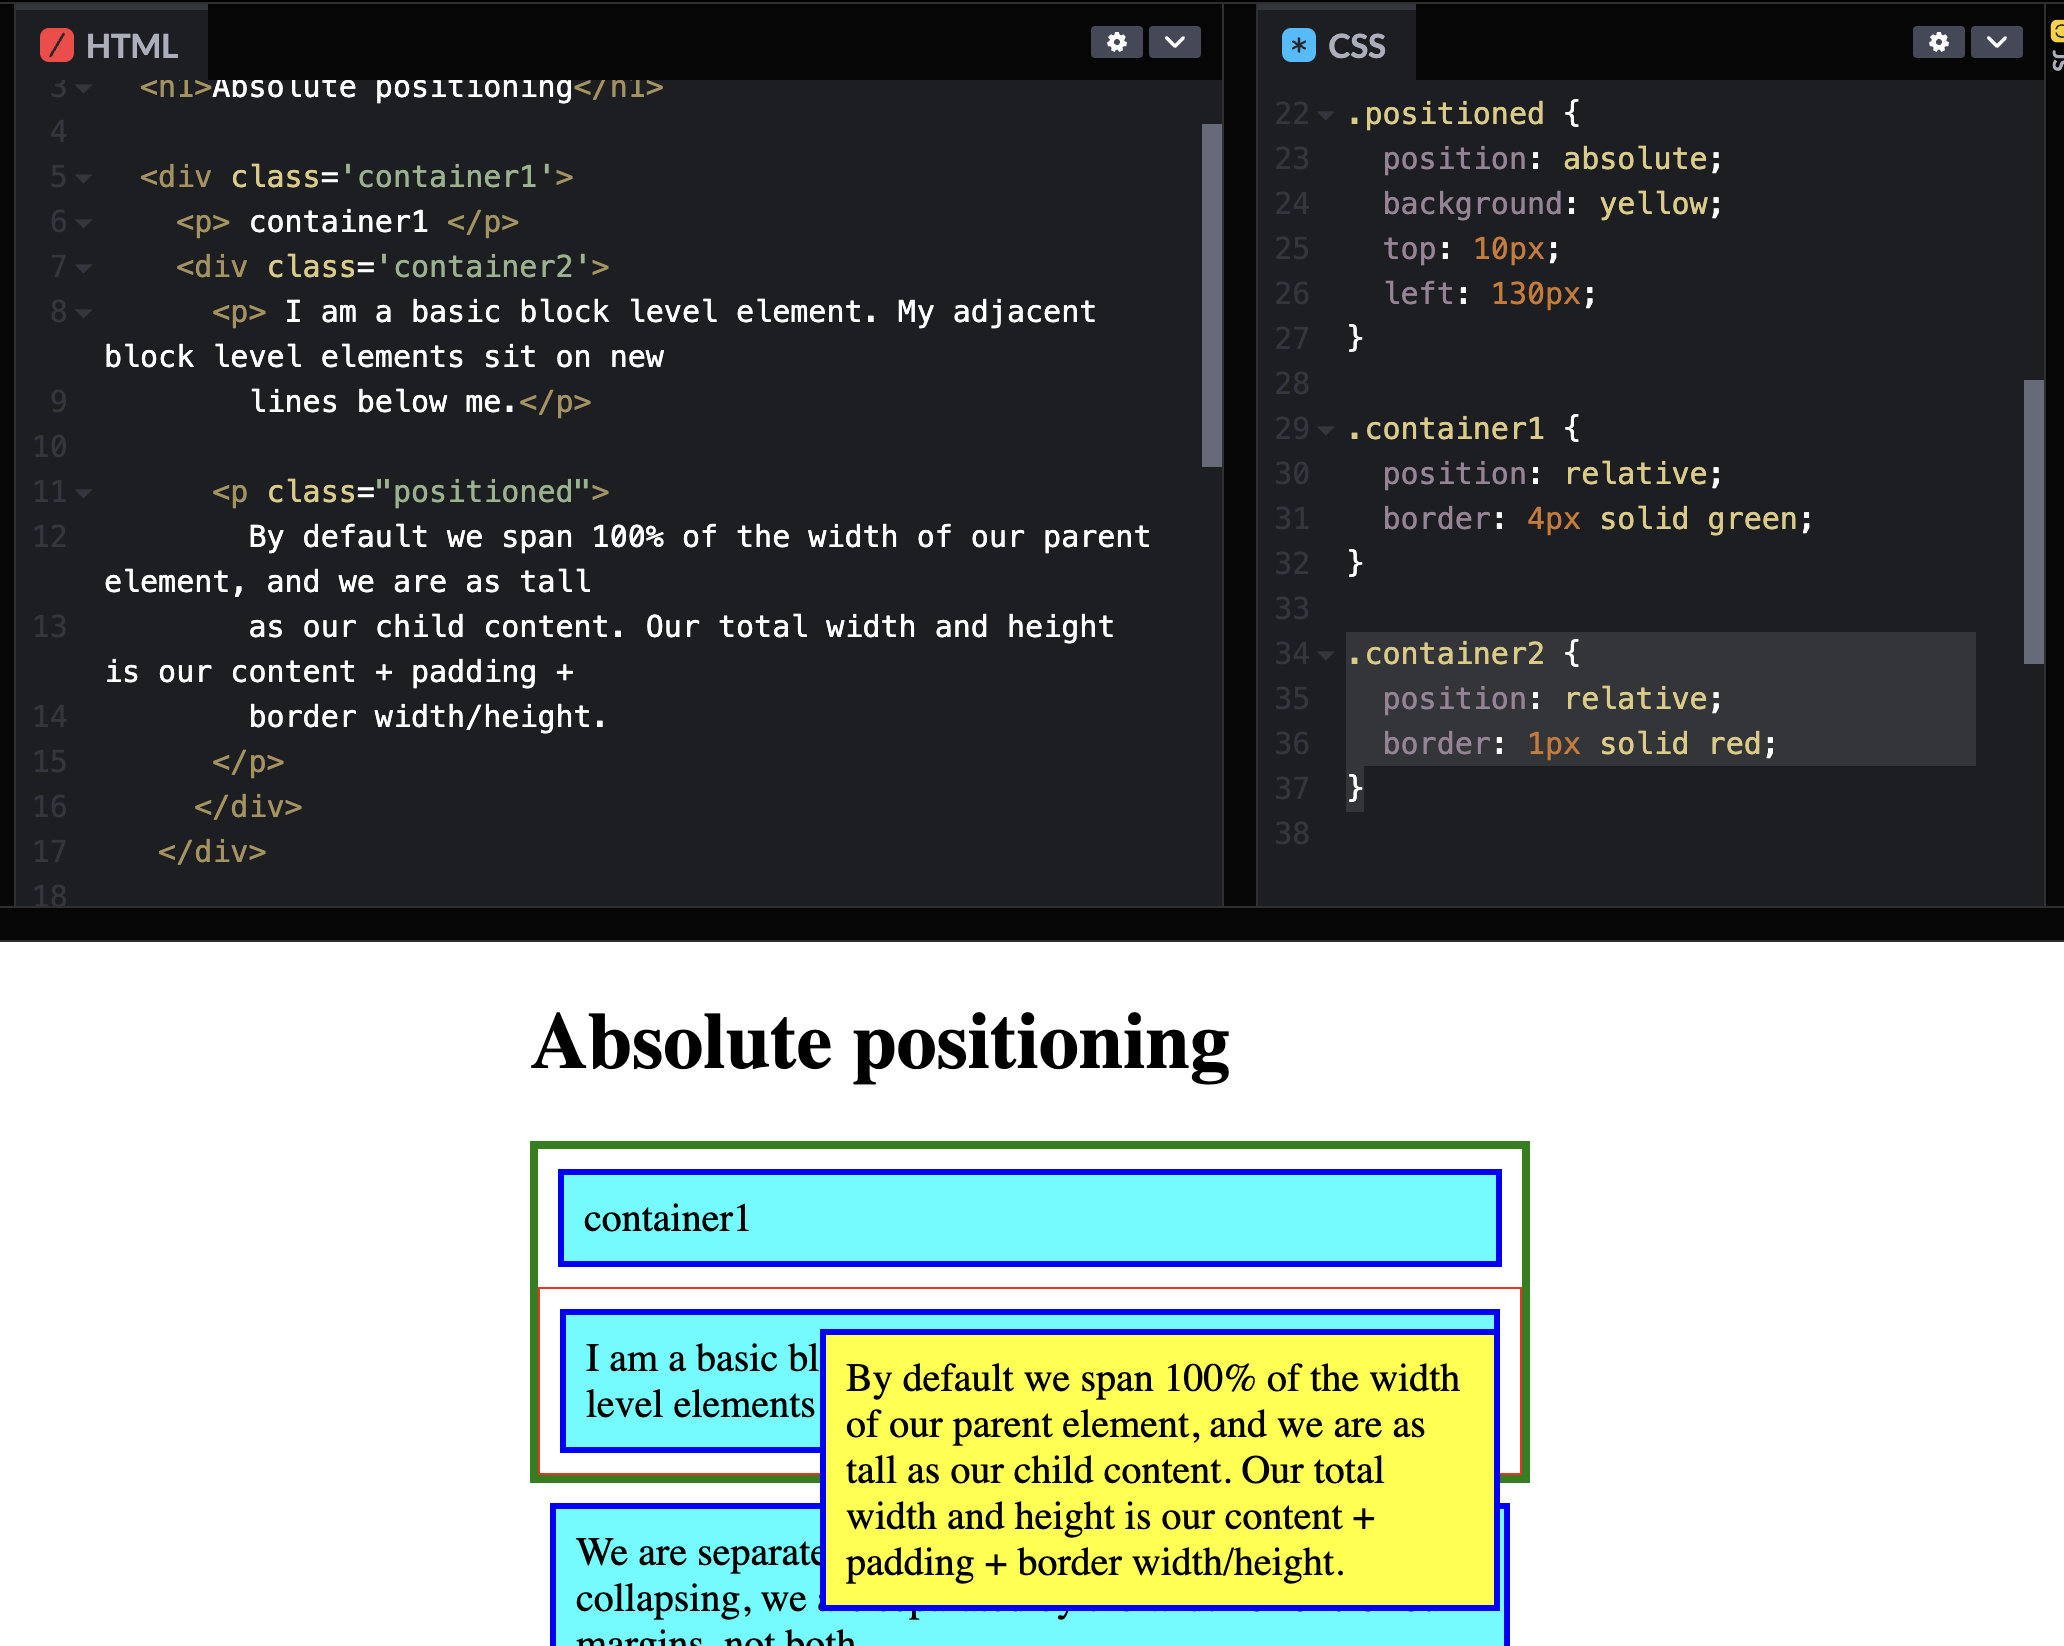 HTML
3 <h1>Absolute positioning</h1>
4
5 <div class='container1'>
6 <p> container1 </p>
7 <div class='container2'>
8 <p> I am a basic block level element. My adjacent
block level elements sit on new
9 lines below me.</p>
10
11 <p class="positioned">
12 By default we span 100% of the width of our parent
element, and we are as tall
13 as our child content. Our total width and height
is our content + padding +
14 border width/height.
15 </p>
16 </div>
17 </div>
18
* CSS
22 .positioned {
23 position: absolute;
24 background: yellow;
25 top: 10px;
26 left: 130px;
27 }
28
29 .container1 {
30 position: relative;
31 border: 4px solid green;
32 }
33
34 .container2 {
35 position: relative;
36 border: 1px solid red;
37 }
38
JS
Absolute positioning
container1
I am a basic bl
level elements
By default we span 100% of the width
of our parent element, and we are as
tall as our child content. Our total
width and height is our content +
padding + border width/height.
We are separate
collapsing, we
margins, not both